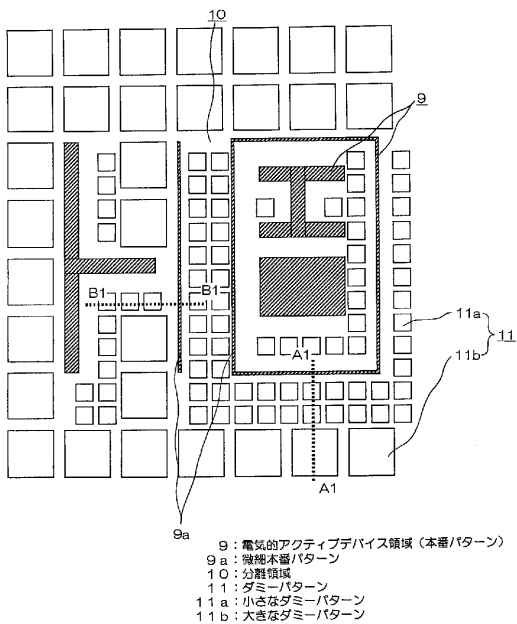 10
9
B1
B1
11a
11
11b
A1
A1
9a
9：電気的アクティブデバイス領域（本番パターン）
9a：微細本番パターン
10：分離領域
11：ダミーパターン
11a：小さなダミーパターン
11b：大きなダミーパターン